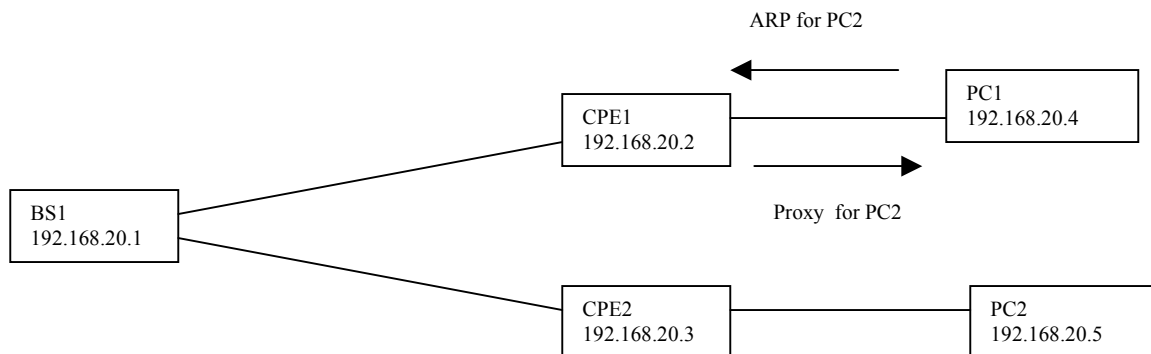 ARP for PC2
PC1
192.168.20.4
CPE1
192.168.20.2
Proxy for PC2
BS1
192.168.20.1
CPE2
192.168.20.3
PC2
192.168.20.5